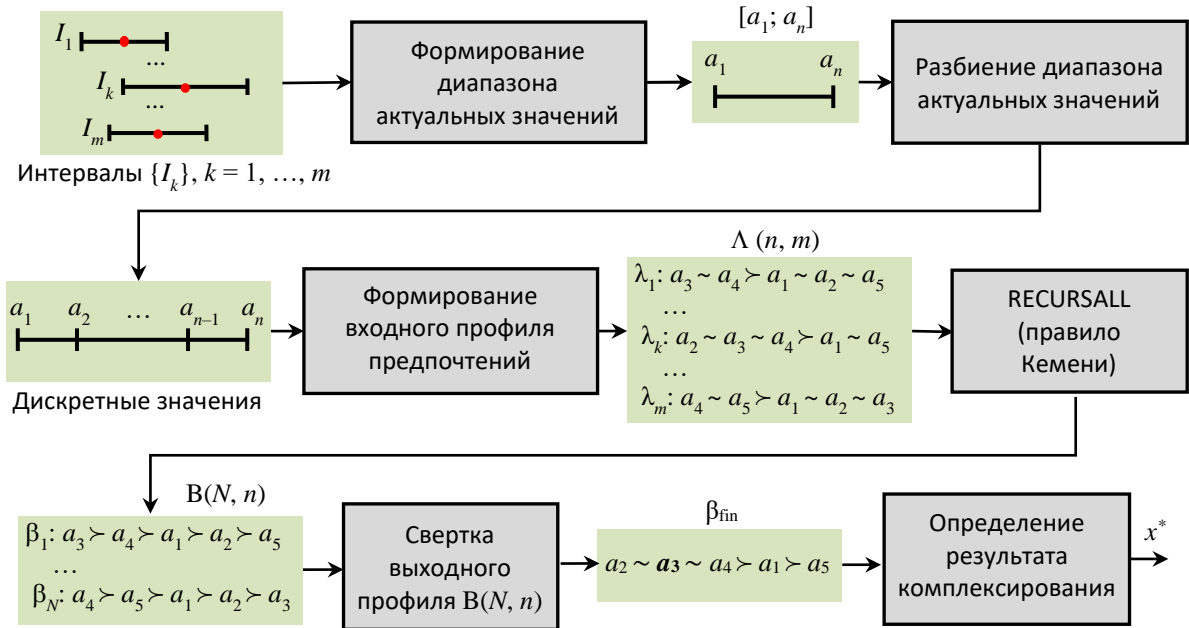 I1
...
Ik
...
Im
Интервалы {Ik}, k = 1, …, m
Формирование
диапазона
актуальных значений
[a1; an]
a1 an
Разбиение диапазона
актуальных значений
a1 a2 … an–1 an
Дискретные значения
Формирование
входного профиля
предпочтений
Λ (n, m)
λ1: a3 ~ a4 ≻ a1 ~ a2 ~ a5
…
λk: a2 ~ a3 ~ a4 ≻ a1 ~ a5
…
λm: a4 ~ a5 ≻ a1 ~ a2 ~ a3
RECURSALL
(правило
Кемени)
B(N, n)
β1: a3 ≻ a4 ≻ a1 ≻ a2 ≻ a5
…
βN: a4 ≻ a5 ≻ a1 ≻ a2 ≻ a3
Свертка
выходного
профиля B(N, n)
βfin
a2 ~ a3 ~ a4 ≻ a1 ≻ a5
Определение
результата
комплексирования
x*